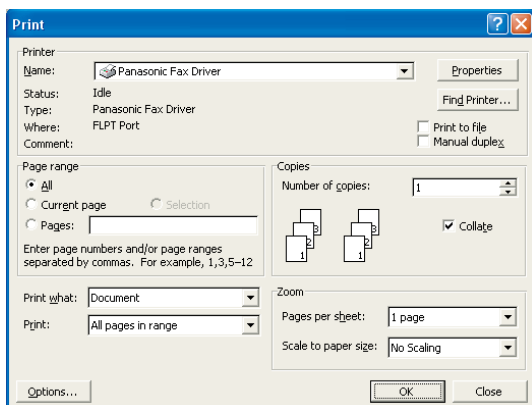 Print
Printer
Name: Panasonic Fax Driver Properties
Status: Idle Find Printer...
Type: Panasonic Fax Driver
Where: FLPT Port Print to file
Comment: Manual duplex
Page range
All
Current page Selection
Pages:
Enter page numbers and/or page ranges
separated by commas. For example, 1,3,5–12
Copies
Number of copies: 1
3 3
2 2
1 1
Collate
Print what: Document
Print: All pages in range
Zoom
Pages per sheet: 1 page
Scale to paper size: No Scaling
Options... OK Close